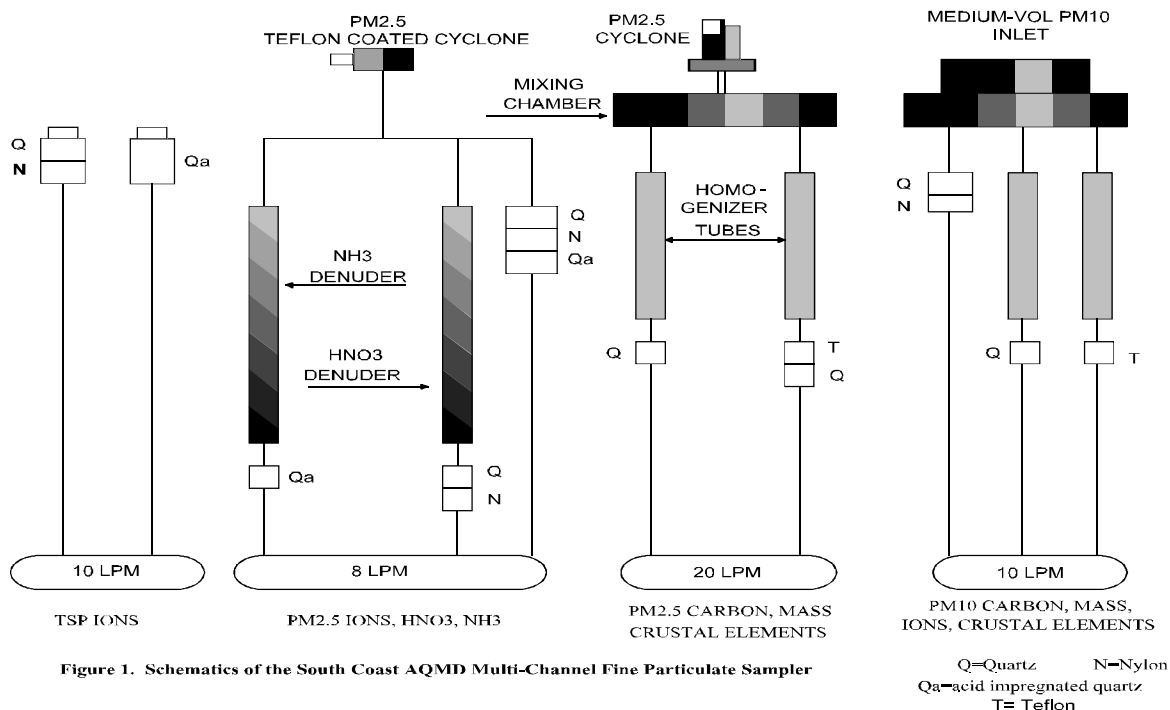 PM2.5
TEFLON COATED CYCLONE
PM2.5
CYCLONE
MEDIUM-VOL PM10
INLET
MIXING
CHAMBER
Q
N
Qa
Q
N
Qa
NH3
DENUDER
HNO3
DENUDER
Qa
Q
N
HOMO-
GENIZER
TUBES
Q
T
Q
Q
N
Q
T
10 LPM
8 LPM
20 LPM
10 LPM
TSP IONS
PM2.5 IONS, HNO3, NH3
PM2.5 CARBON, MASS
CRUSTAL ELEMENTS
PM10 CARBON, MASS,
IONS, CRUSTAL ELEMENTS
Figure 1. Schematics of the South Coast AQMD Multi-Channel Fine Particulate Sampler
Q=Quartz N=Nylon
Qa=acid impregnated quartz
T= Teflon